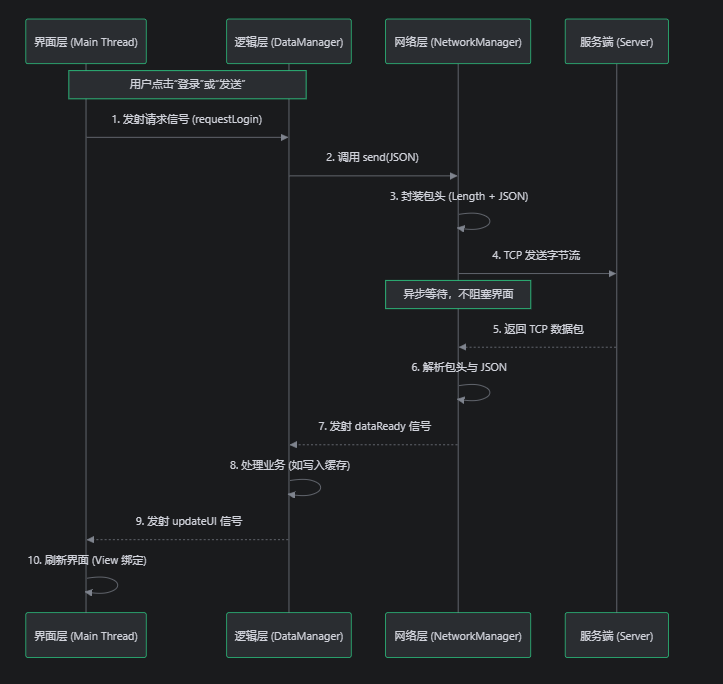 界面层 (Main Thread)
逻辑层 (DataManager)
网络层 (NetworkManager)
服务端 (Server)
用户点击“登录”或“发送”
1. 发射请求信号 (requestLogin)
2. 调用 send(JSON)
3. 封装包头 (Length + JSON)
4. TCP 发送字节流
异步等待，不阻塞界面
5. 返回 TCP 数据包
6. 解析包头与 JSON
7. 发射 dataReady 信号
8. 处理业务 (如写入缓存)
9. 发射 updateUI 信号
10. 刷新界面 (View 绑定)
界面层 (Main Thread)
逻辑层 (DataManager)
网络层 (NetworkManager)
服务端 (Server)